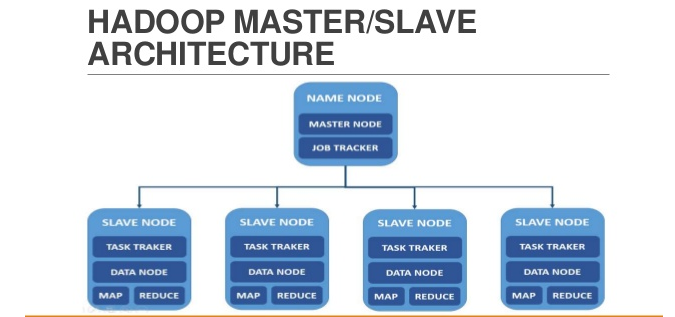 HADOOP MASTER/SLAVE
ARCHITECTURE
NAME NODE
MASTER NODE
JOB TRACKER
SLAVE NODE
TASK TRAKER
DATA NODE
MAP REDUCE
SLAVE NODE
TASK TRAKER
DATA NODE
MAP REDUCE
SLAVE NODE
TASK TRAKER
DATA NODE
MAP REDUCE
SLAVE NODE
TASK TRAKER
DATA NODE
MAP REDUCE